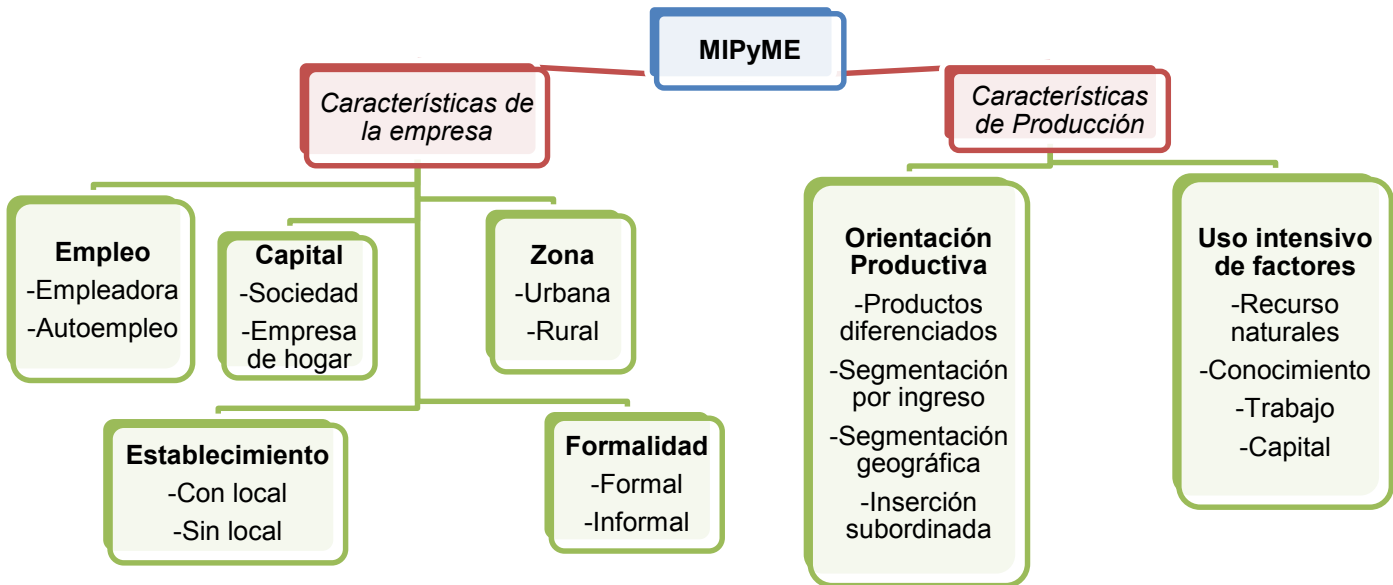 MIPyME
Características de
la empresa
Características
de Producción
Empleo
-Empleadora
-Autoempleo
Capital
-Sociedad
-Empresa
de hogar
Zona
-Urbana
-Rural
Establecimiento
-Con local
-Sin local
Formalidad
-Formal
-Informal
Orientación
Productiva
-Productos
diferenciados
-Segmentación
por ingreso
-Segmentación
geográfica
-Inserción
subordinada
Uso intensivo
de factores
-Recurso
naturales
-Conocimiento
-Trabajo
-Capital